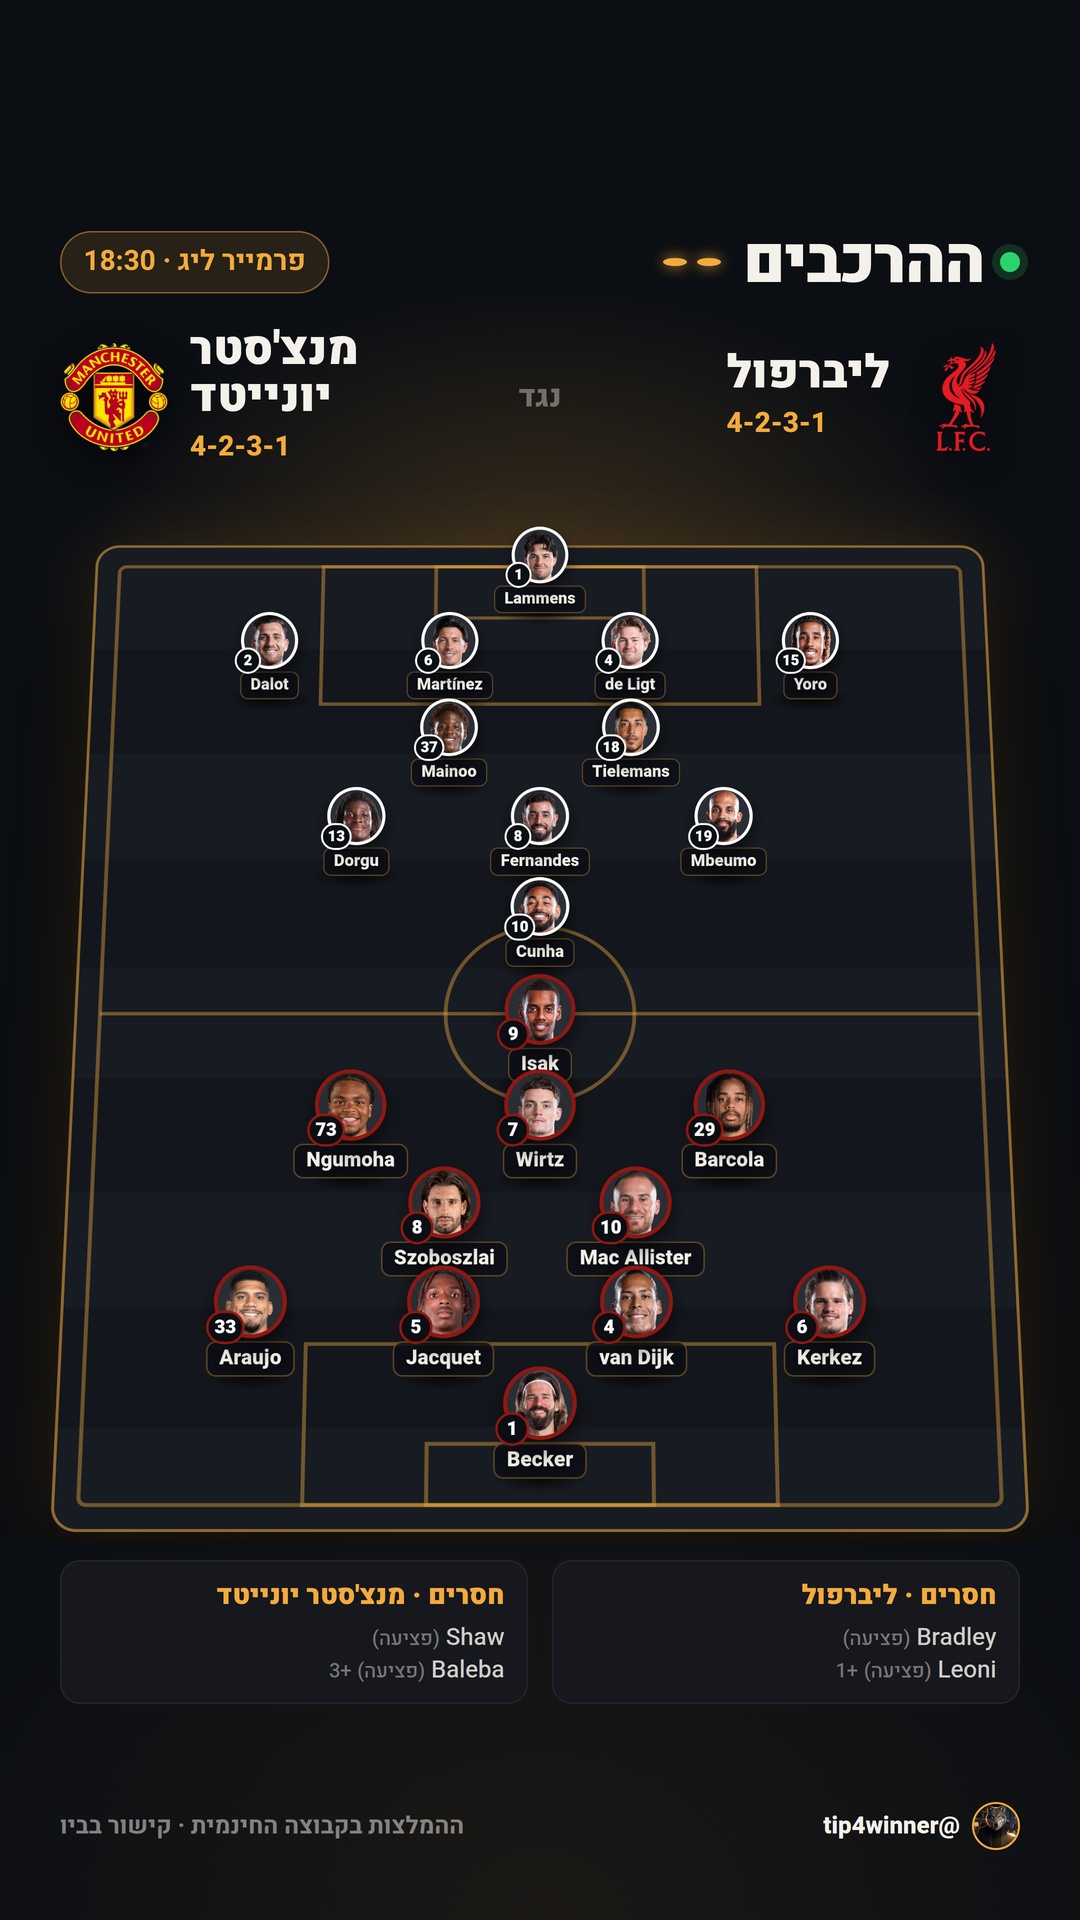 ההרכבים
פרמייר ליג · 18:30
ליברפול
4-2-3-1
נגד
מנצ'סטר
יונייטד
4-2-3-1
L.F.C.
MANCHESTER
UNITED
1
Lammens
2
Dalot
6
Martínez
4
de Ligt
15
Yoro
37
Mainoo
18
Tielemans
13
Dorgu
8
Fernandes
19
Mbeumo
10
Cunha
9
Isak
73
Ngumoha
7
Wirtz
29
Barcola
8
Szoboszlai
10
Mac Allister
33
Araujo
5
Jacquet
4
van Dijk
6
Kerkez
1
Becker
חסרים · ליברפול
Bradley (פציעה)
Leoni (פציעה) +1
חסרים · מנצ'סטר יונייטד
Shaw (פציעה)
Baleba (פציעה) +3
tip4winner@
ההמלצות בקבוצה החינמית · קישור בביו